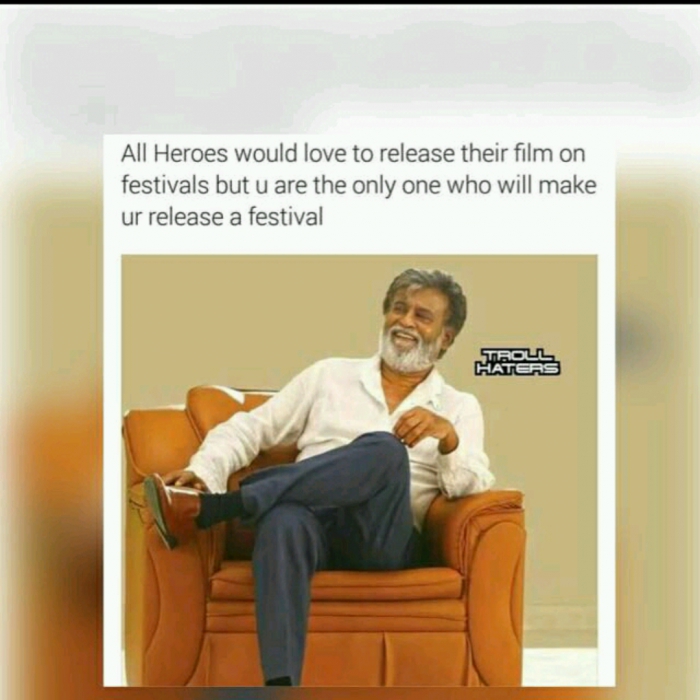 All Heroes would love to release their film on
festivals but u are the only one who will make
ur release a festival
TROLL
HATERS